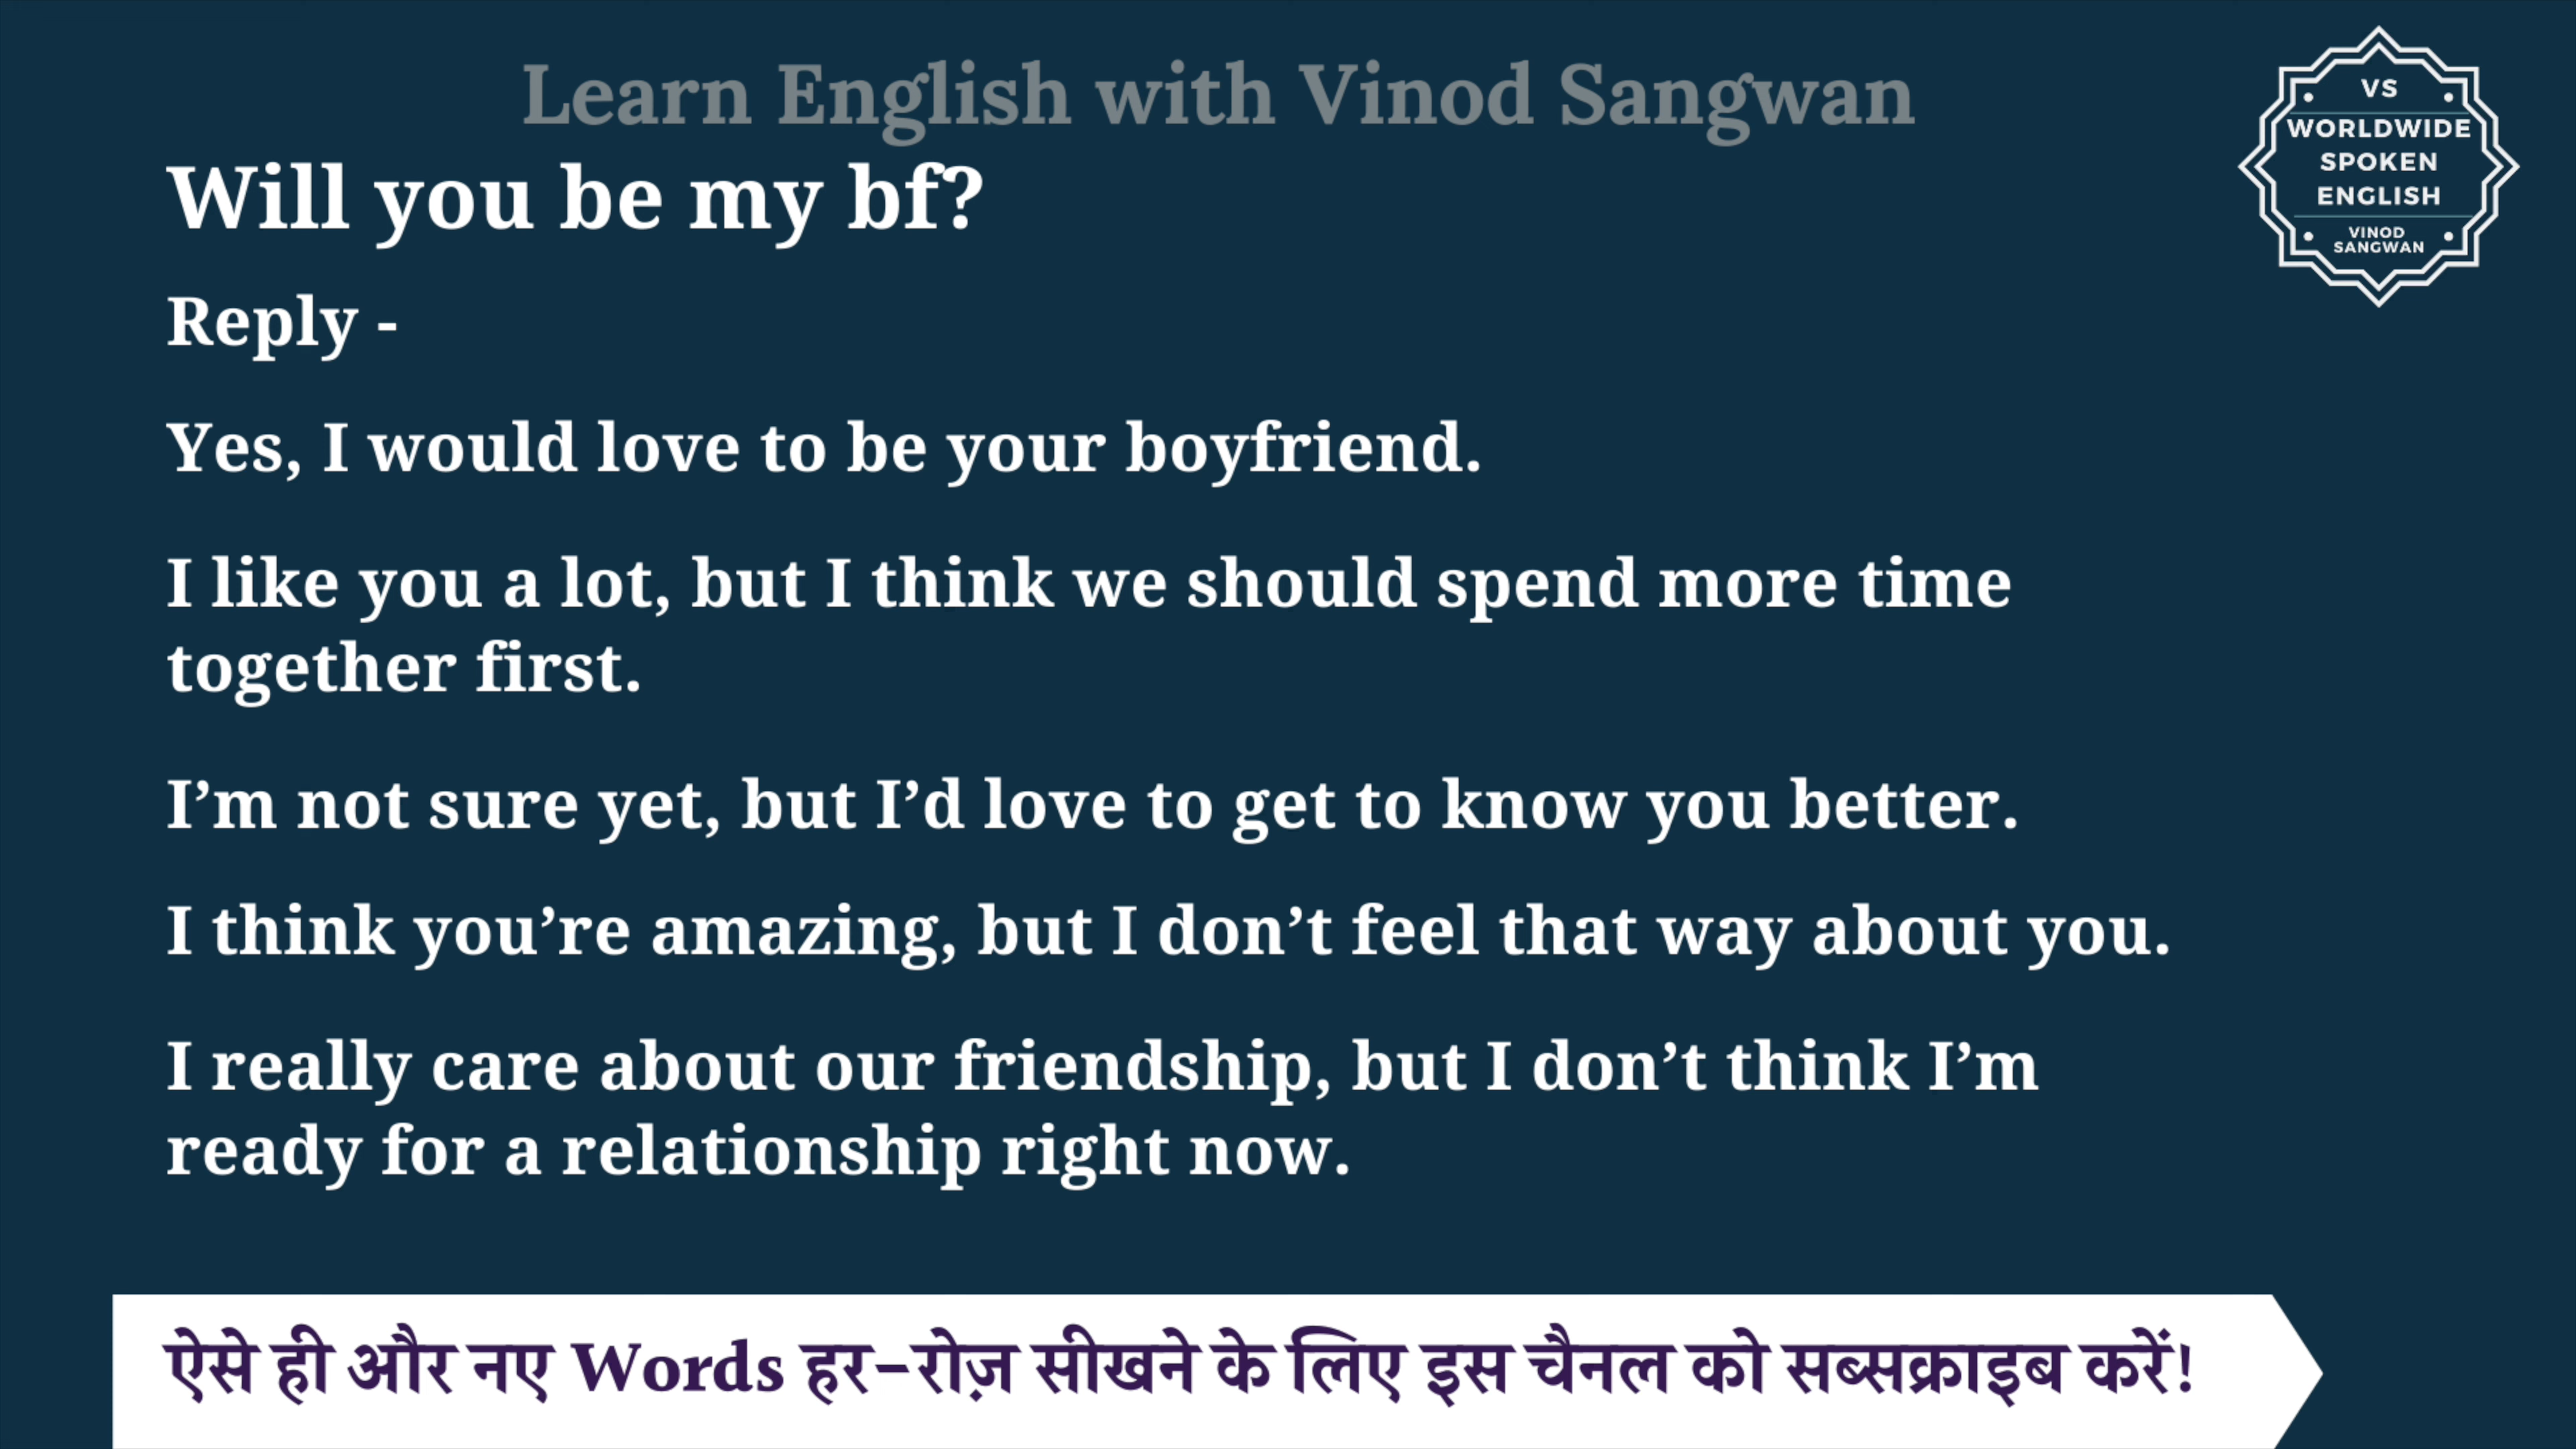 Learn English with Vinod Sangwan
VS
WORLDWIDE
SPOKEN
ENGLISH
VINOD
SANGWAN
Will you be my bf?
Reply -
Yes, I would love to be your boyfriend.
I like you a lot, but I think we should spend more time
together first.
I’m not sure yet, but I’d love to get to know you better.
I think you’re amazing, but I don’t feel that way about you.
I really care about our friendship, but I don’t think I’m
ready for a relationship right now.
ऐसे ही और नए Words हर-रोज़ सीखने के लिए इस चैनल को सब्सक्राइब करें!